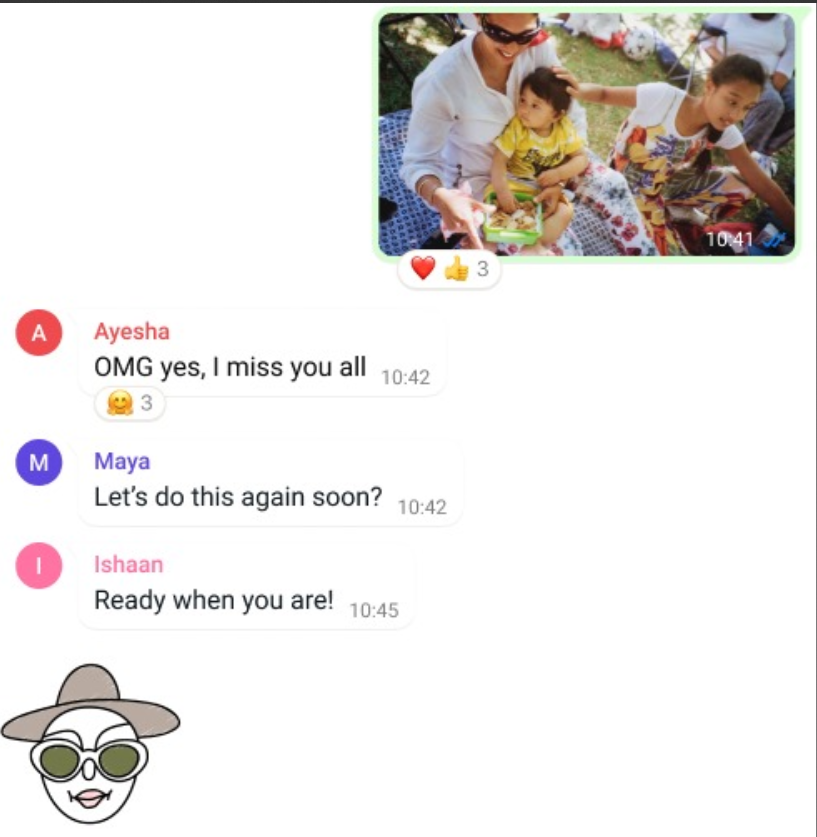 10:41
❤️ 👍 3
A
Ayesha
OMG yes, I miss you all 10:42
🤗 3
M
Maya
Let’s do this again soon? 10:42
I
Ishaan
Ready when you are! 10:45